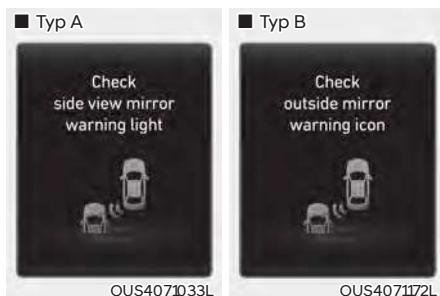 ■ Typ A
Check
side view mirror
warning light
OUS4071033L
■ Typ B
Check
outside mirror
warning icon
OUS4071172L